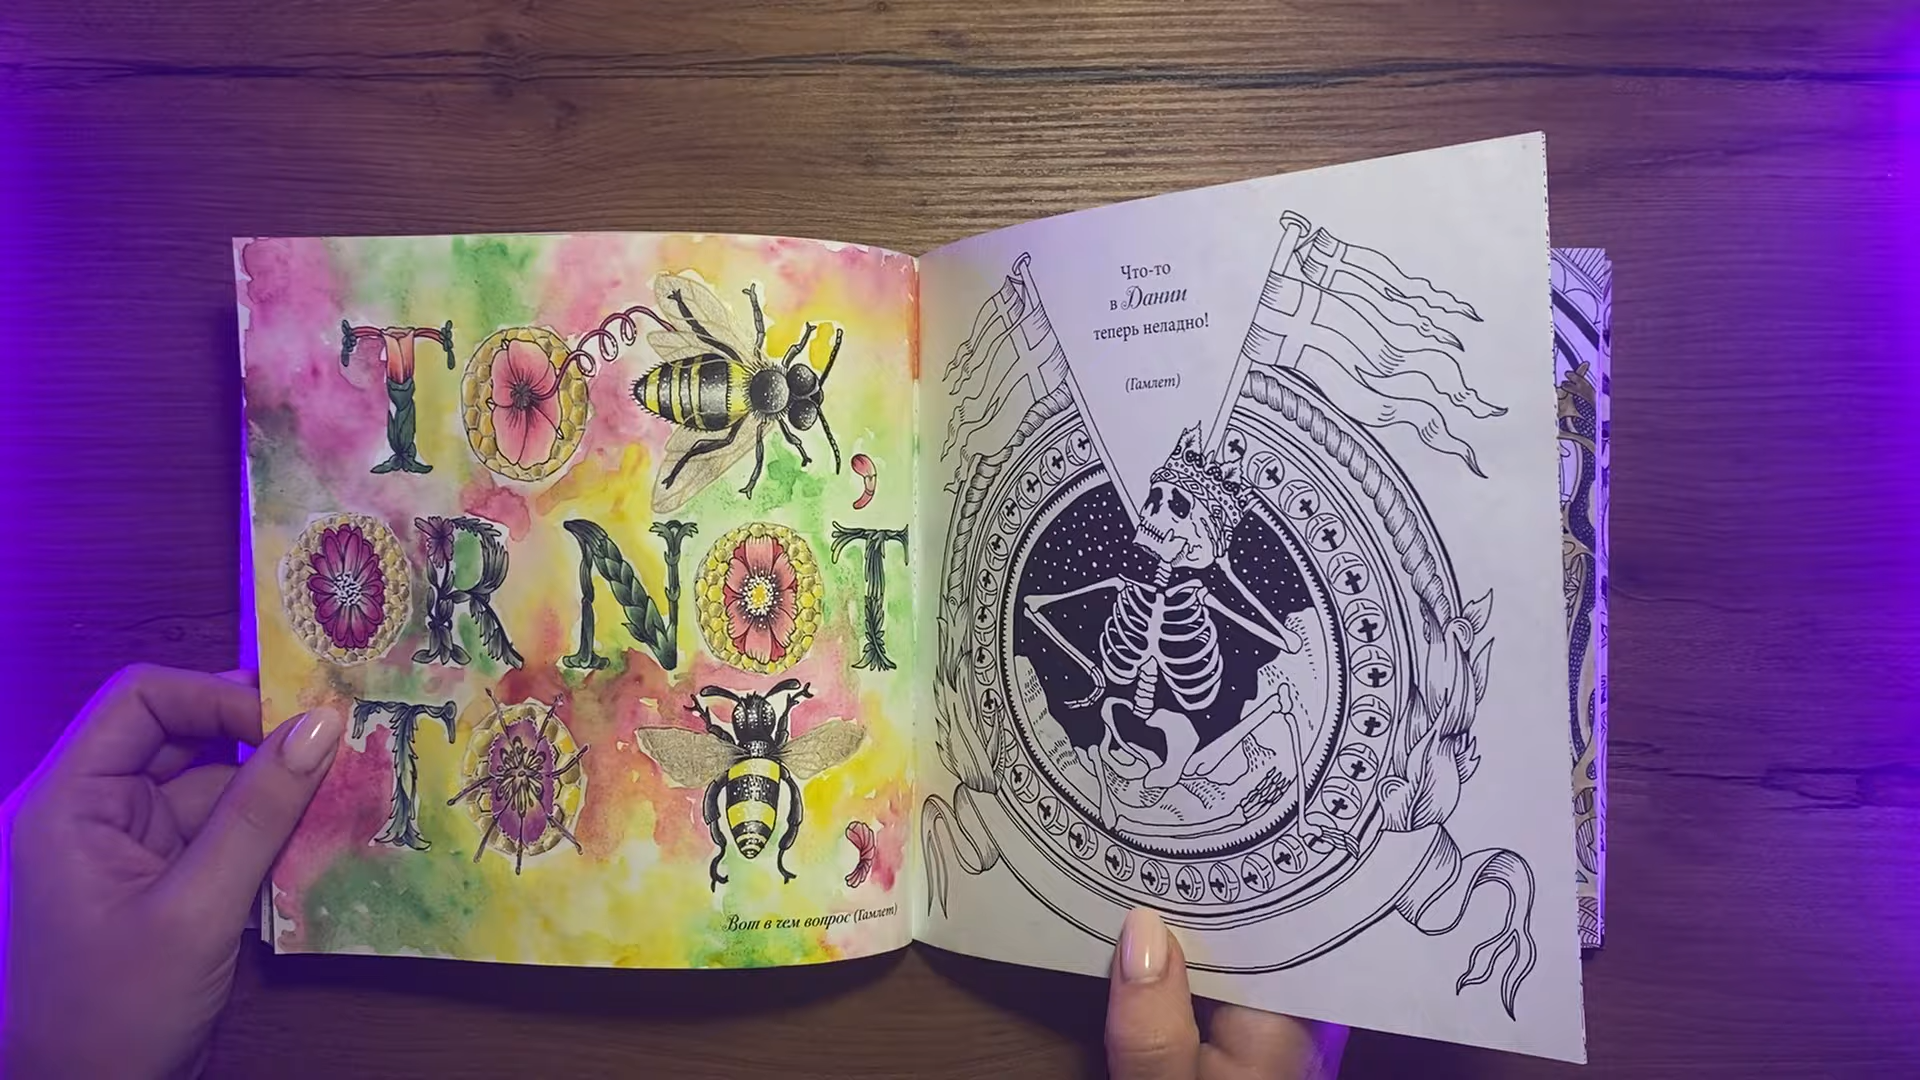 TO
,
OR NOT
TO
,
Вот в чем вопрос (Гамлет)
Что-то
в Дании
теперь неладно!
(Гамлет)